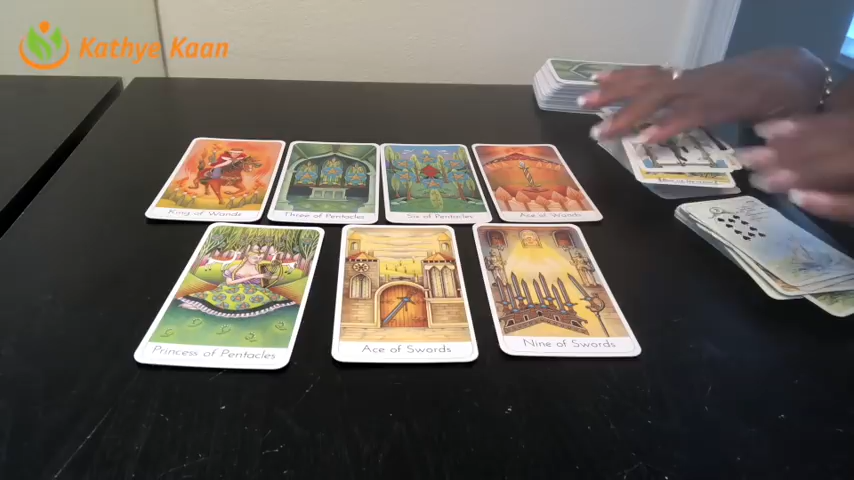 Kathye Kaan
King of Wands
Three of Pentacles
Six of Pentacles
Ace of Wands
Princess of Pentacles
Ace of Swords
Nine of Swords